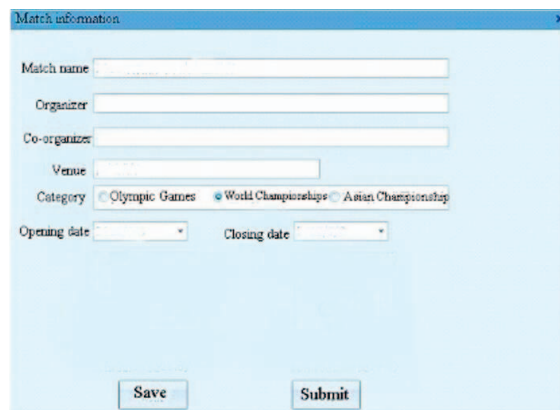 Match information
Match name
Organizer
Co-organizer
Venue
Category Olympic Games World Championships Asian Championship
Opening date Closing date
Save Submit